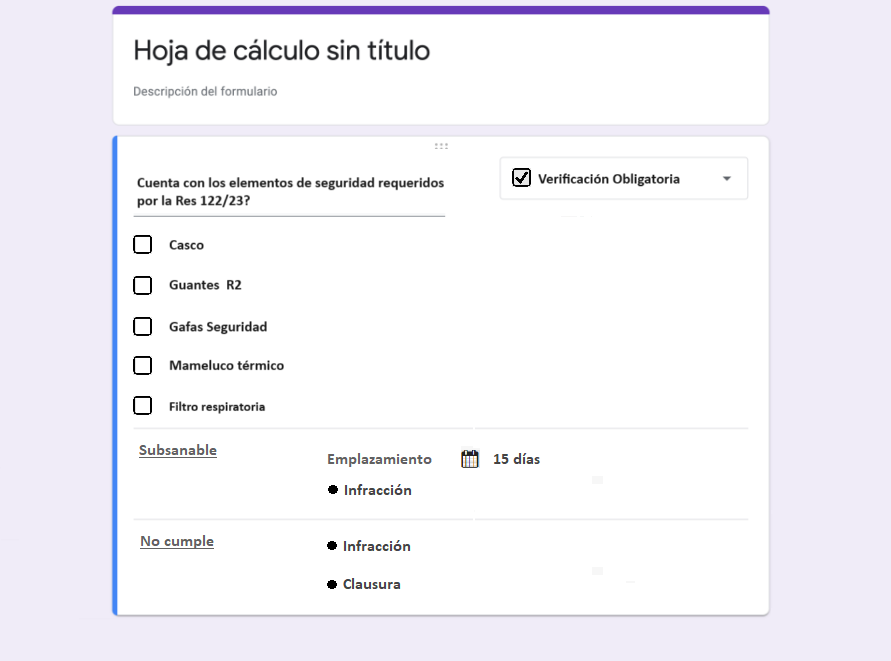 Hoja de cálculo sin título
Descripción del formulario
Cuenta con los elementos de seguridad requeridos
por la Res 122/23?
Verificación Obligatoria
Casco
Guantes R2
Gafas Seguridad
Mameluco térmico
Filtro respiratoria
Subsanable
Emplazamiento 15 días
Infracción
No cumple
Infracción
Clausura